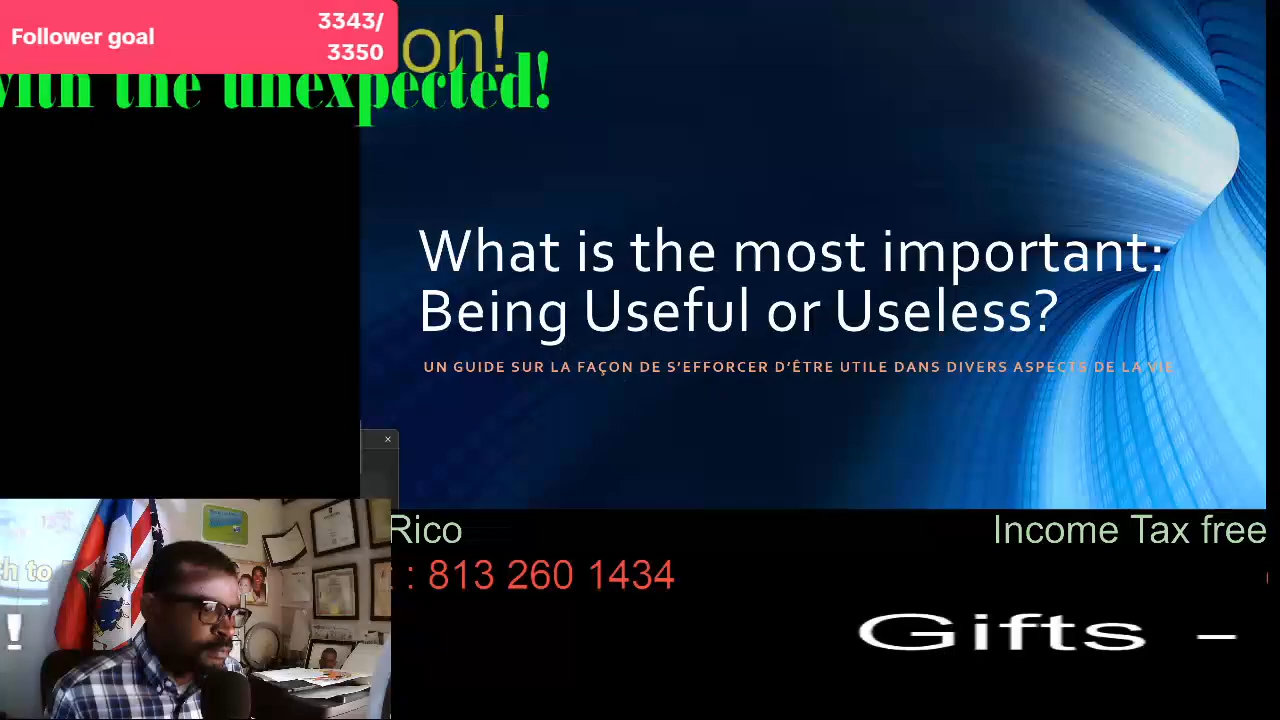 Follower goal
3343/
3350
on!
with the unexpected!
What is the most important:
Being Useful or Useless?
UN GUIDE SUR LA FAÇON DE S'EFFORCER D'ÊTRE UTILE DANS DIVERS ASPECTS DE LA VIE
Rico
Income Tax free
: 813 260 1434
Gifts -
!